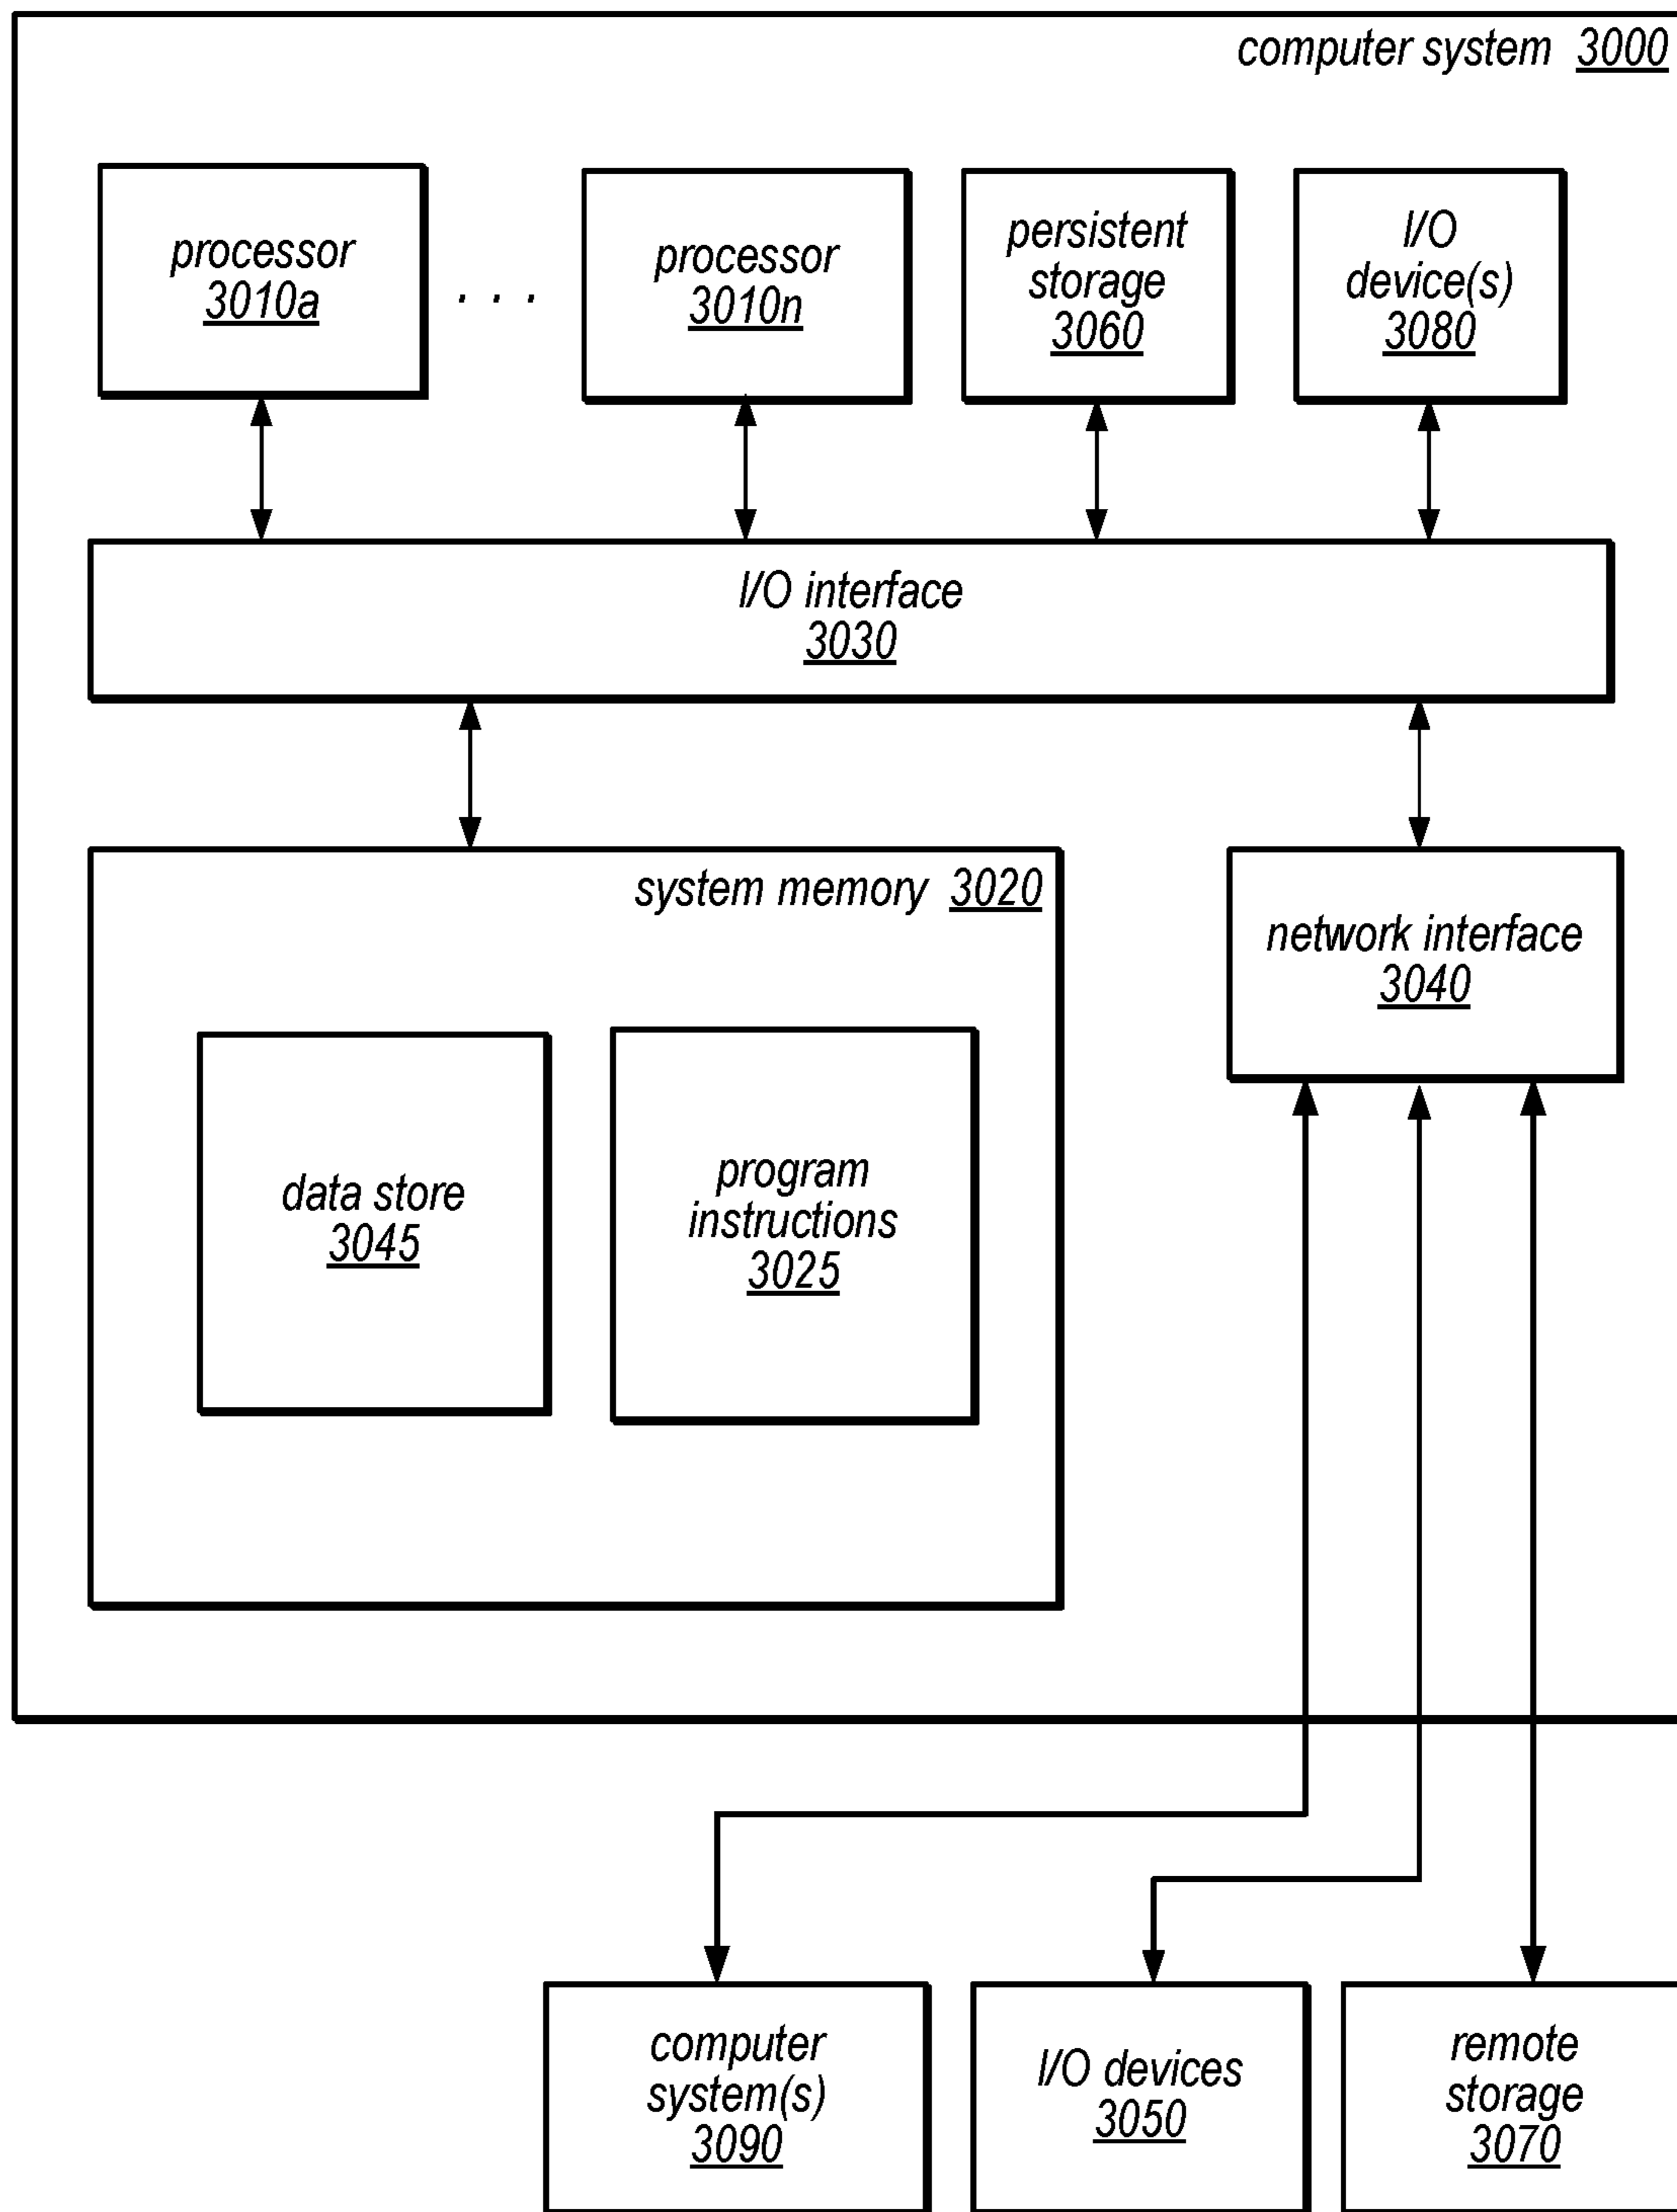 computer system 3000
processor
3010a
. . .
processor
3010n
persistent
storage
3060
I/O
device(s)
3080
I/O interface
3030
system memory 3020
network interface
3040
data store
3045
program
instructions
3025
computer
system(s)
3090
I/O devices
3050
remote
storage
3070